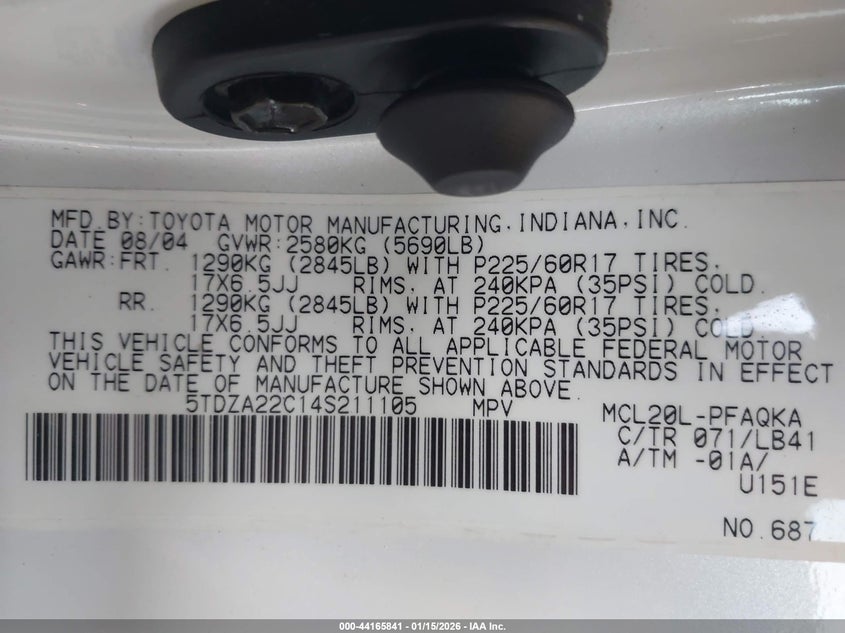 MFD.BY:TOYOTA MOTOR MANUFACTURING,INDIANA,INC.
DATE 08/04 GVWR:2580KG (5690LB)
GAWR:FRT. 1290KG (2845LB) WITH P225/60R17 TIRES,
17X6.5JJ RIMS, AT 240KPA (35PSI) COLD.
RR. 1290KG (2845LB) WITH P225/60R17 TIRES,
17X6.5JJ RIMS, AT 240KPA (35PSI) COLD.
THIS VEHICLE CONFORMS TO ALL APPLICABLE FEDERAL MOTOR
VEHICLE SAFETY AND THEFT PREVENTION STANDARDS IN EFFECT
ON THE DATE OF MANUFACTURE SHOWN ABOVE.
5TDZA22C14S211105 MPV MCL20L-PFAQKA
C/TR 071/LB41
A/TM -01A/
U151E
NO.687
000-44165841 - 01/15/2026 - IAA Inc.